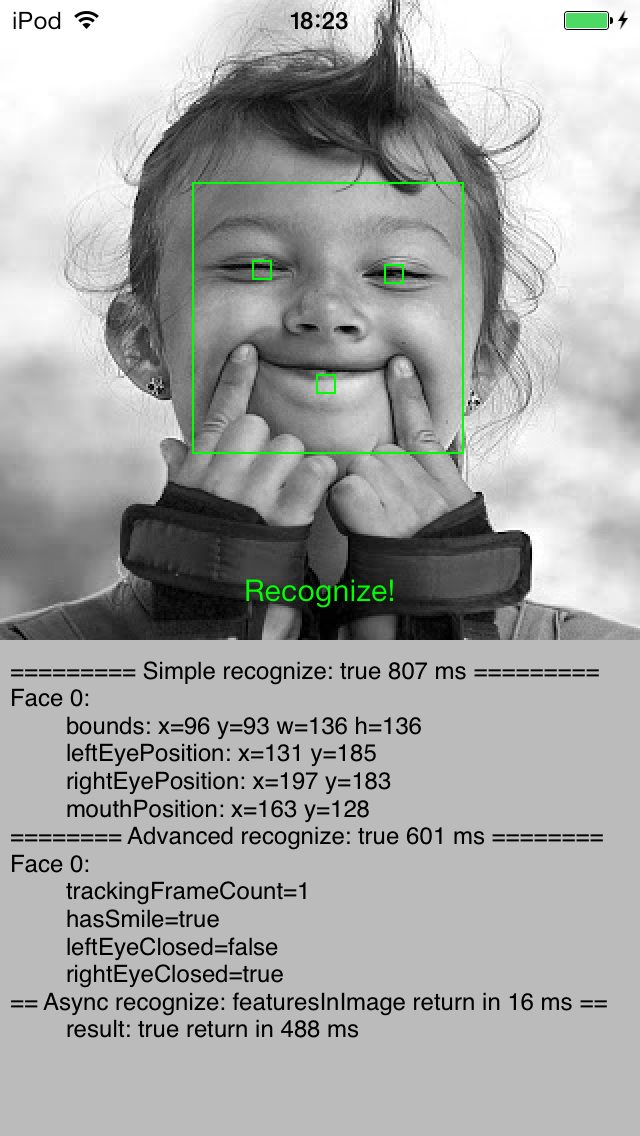 iPod 18:23
Recognize!
========= Simple recognize: true 807 ms =========
Face 0:
bounds: x=96 y=93 w=136 h=136
leftEyePosition: x=131 y=185
rightEyePosition: x=197 y=183
mouthPosition: x=163 y=128
======== Advanced recognize: true 601 ms ========
Face 0:
trackingFrameCount=1
hasSmile=true
leftEyeClosed=false
rightEyeClosed=true
== Async recognize: featuresInImage return in 16 ms ==
result: true return in 488 ms